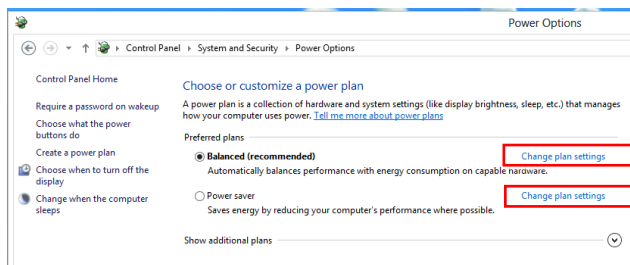 Power Options
Control Panel ▸ System and Security ▸ Power Options
Control Panel Home
Require a password on wakeup
Choose what the power
buttons do
Create a power plan
Choose when to turn off the
display
Change when the computer
sleeps
Choose or customize a power plan
A power plan is a collection of hardware and system settings (like display brightness, sleep, etc.) that manages
how your computer uses power. Tell me more about power plans
Preferred plans
Balanced (recommended) Change plan settings
Automatically balances performance with energy consumption on capable hardware.
Power saver Change plan settings
Saves energy by reducing your computer's performance where possible.
Show additional plans